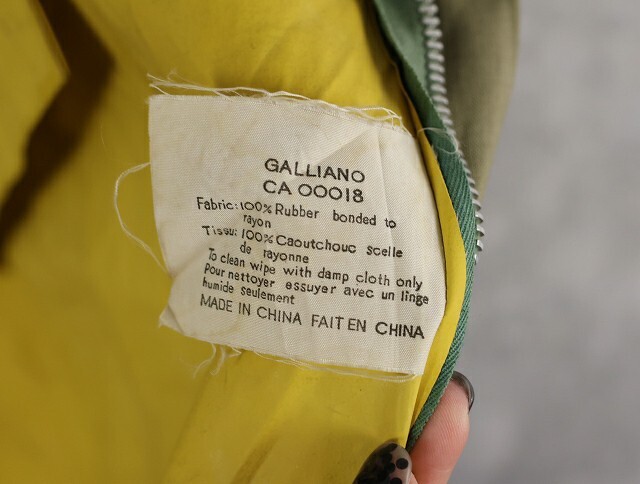 GALLIANO
CA 00018
Fabric: 100% Rubber bonded to
rayon
Tissu: 100% Caoutchouc scelle
de rayonne
To clean wipe with damp cloth only
Pour nettoyer essuyer avec un linge
humide seulement
MADE IN CHINA FAIT EN CHINA